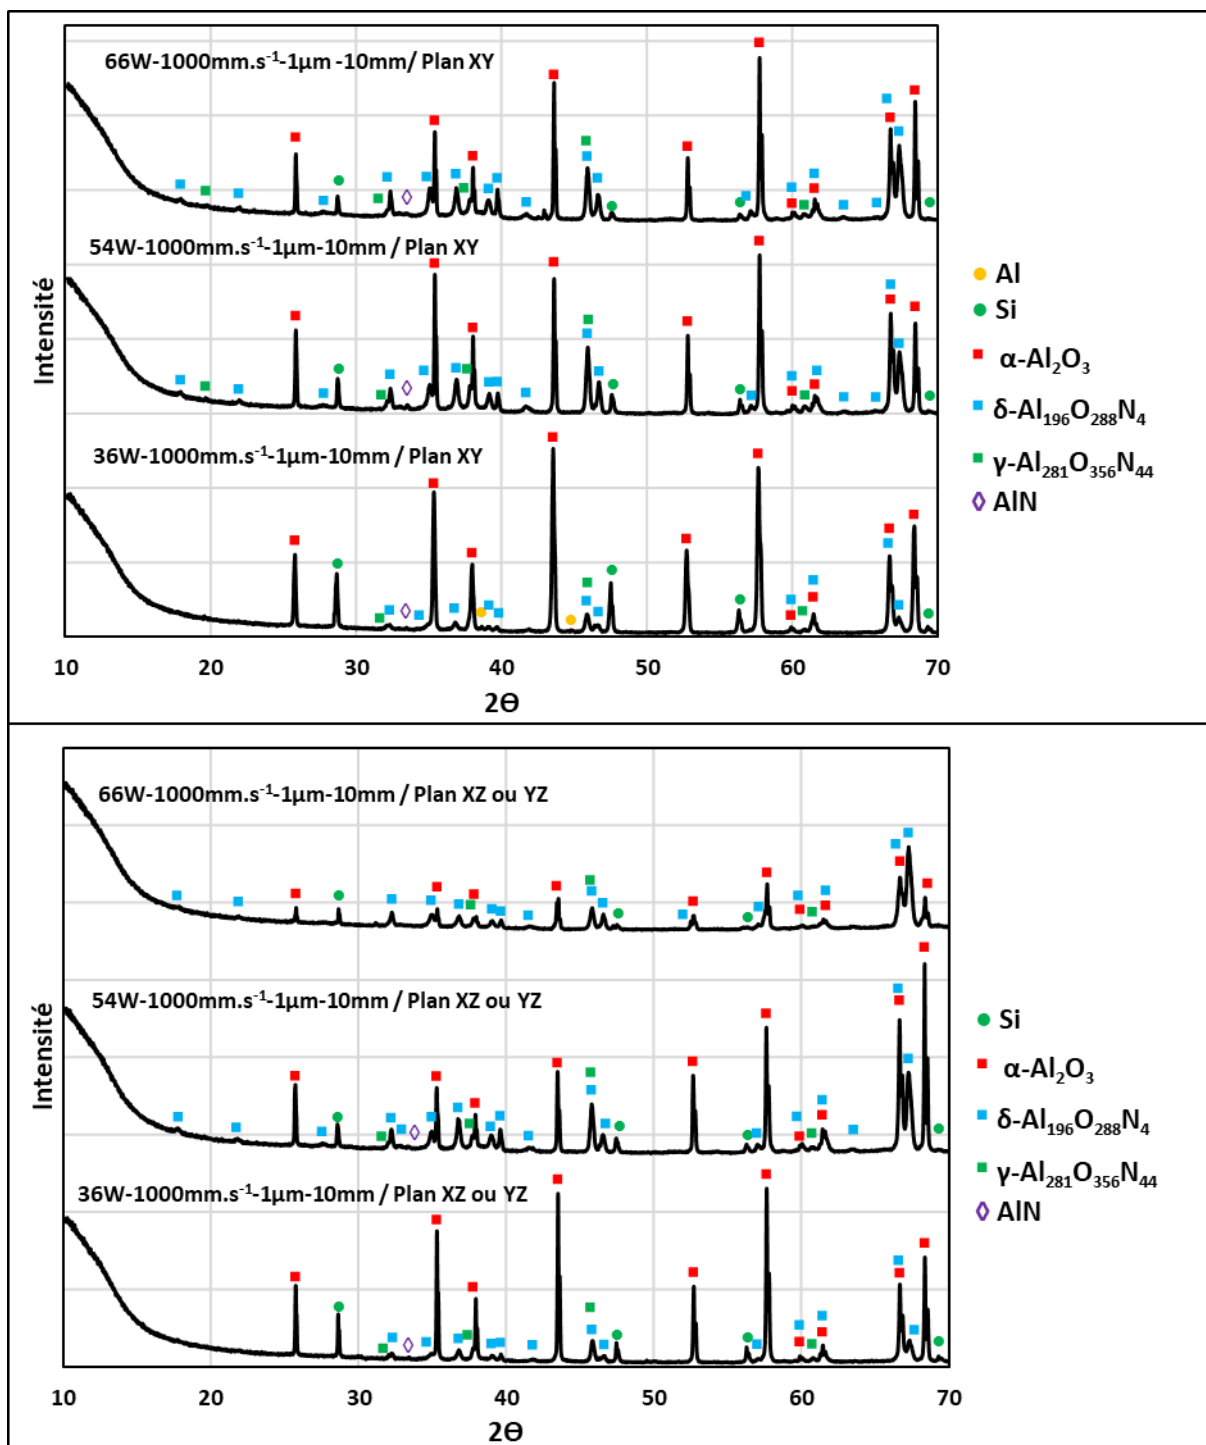 66W-1000mm.s⁻¹-1µm -10mm/ Plan XY
54W-1000mm.s⁻¹-1µm-10mm / Plan XY
36W-1000mm.s⁻¹-1µm-10mm / Plan XY
Intensité
10 20 30 40 50 60 70
2Θ
Al
Si
α-Al₂O₃
δ-Al₁₉₆O₂₈₈N₄
γ-Al₂₈₁O₃₅₆N₄₄
AlN
66W-1000mm.s⁻¹-1µm-10mm / Plan XZ ou YZ
54W-1000mm.s⁻¹-1µm-10mm / Plan XZ ou YZ
36W-1000mm.s⁻¹-1µm-10mm / Plan XZ ou YZ
Intensité
10 20 30 40 50 60 70
2Θ
Si
α-Al₂O₃
δ-Al₁₉₆O₂₈₈N₄
γ-Al₂₈₁O₃₅₆N₄₄
AlN